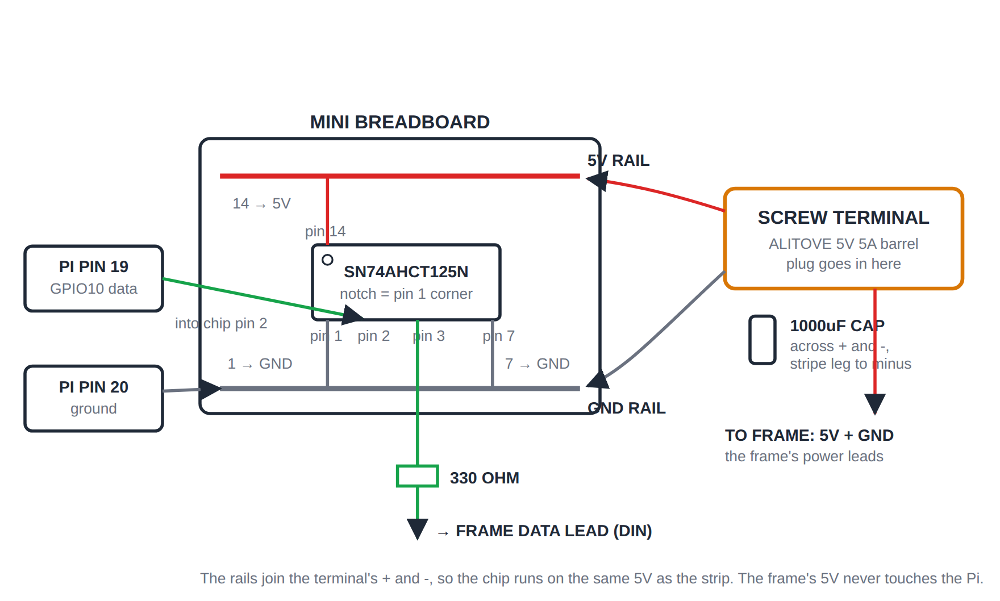 MINI BREADBOARD
5V RAIL
14 → 5V
pin 14
SCREW TERMINAL
ALITOVE 5V 5A barrel
plug goes in here
PI PIN 19
GPIO10 data
SN74AHCT125N
notch = pin 1 corner
into chip pin 2
pin 1
pin 2
pin 3
pin 7
1000uF CAP
across + and -,
stripe leg to minus
1 → GND
7 → GND
PI PIN 20
ground
GND RAIL
TO FRAME: 5V + GND
the frame's power leads
330 OHM
→ FRAME DATA LEAD (DIN)
The rails join the terminal's + and -, so the chip runs on the same 5V as the strip. The frame's 5V never touches the Pi.